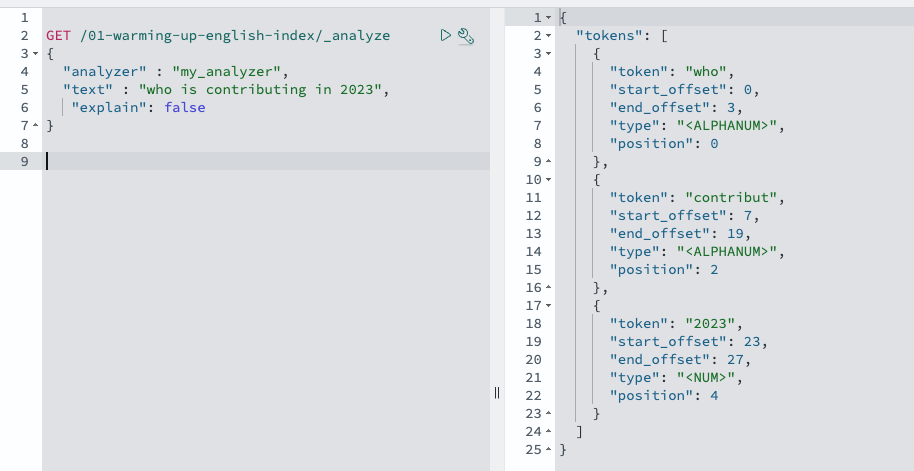 1
2 GET /01-warming-up-english-index/_analyze
3 {
4 "analyzer" : "my_analyzer",
5 "text" : "who is contributing in 2023",
6 "explain": false
7 }
8
9
1 {
2 "tokens": [
3 {
4 "token": "who",
5 "start_offset": 0,
6 "end_offset": 3,
7 "type": "<ALPHANUM>",
8 "position": 0
9 },
10 {
11 "token": "contribut",
12 "start_offset": 7,
13 "end_offset": 19,
14 "type": "<ALPHANUM>",
15 "position": 2
16 },
17 {
18 "token": "2023",
19 "start_offset": 23,
20 "end_offset": 27,
21 "type": "<NUM>",
22 "position": 4
23 }
24 ]
25 }